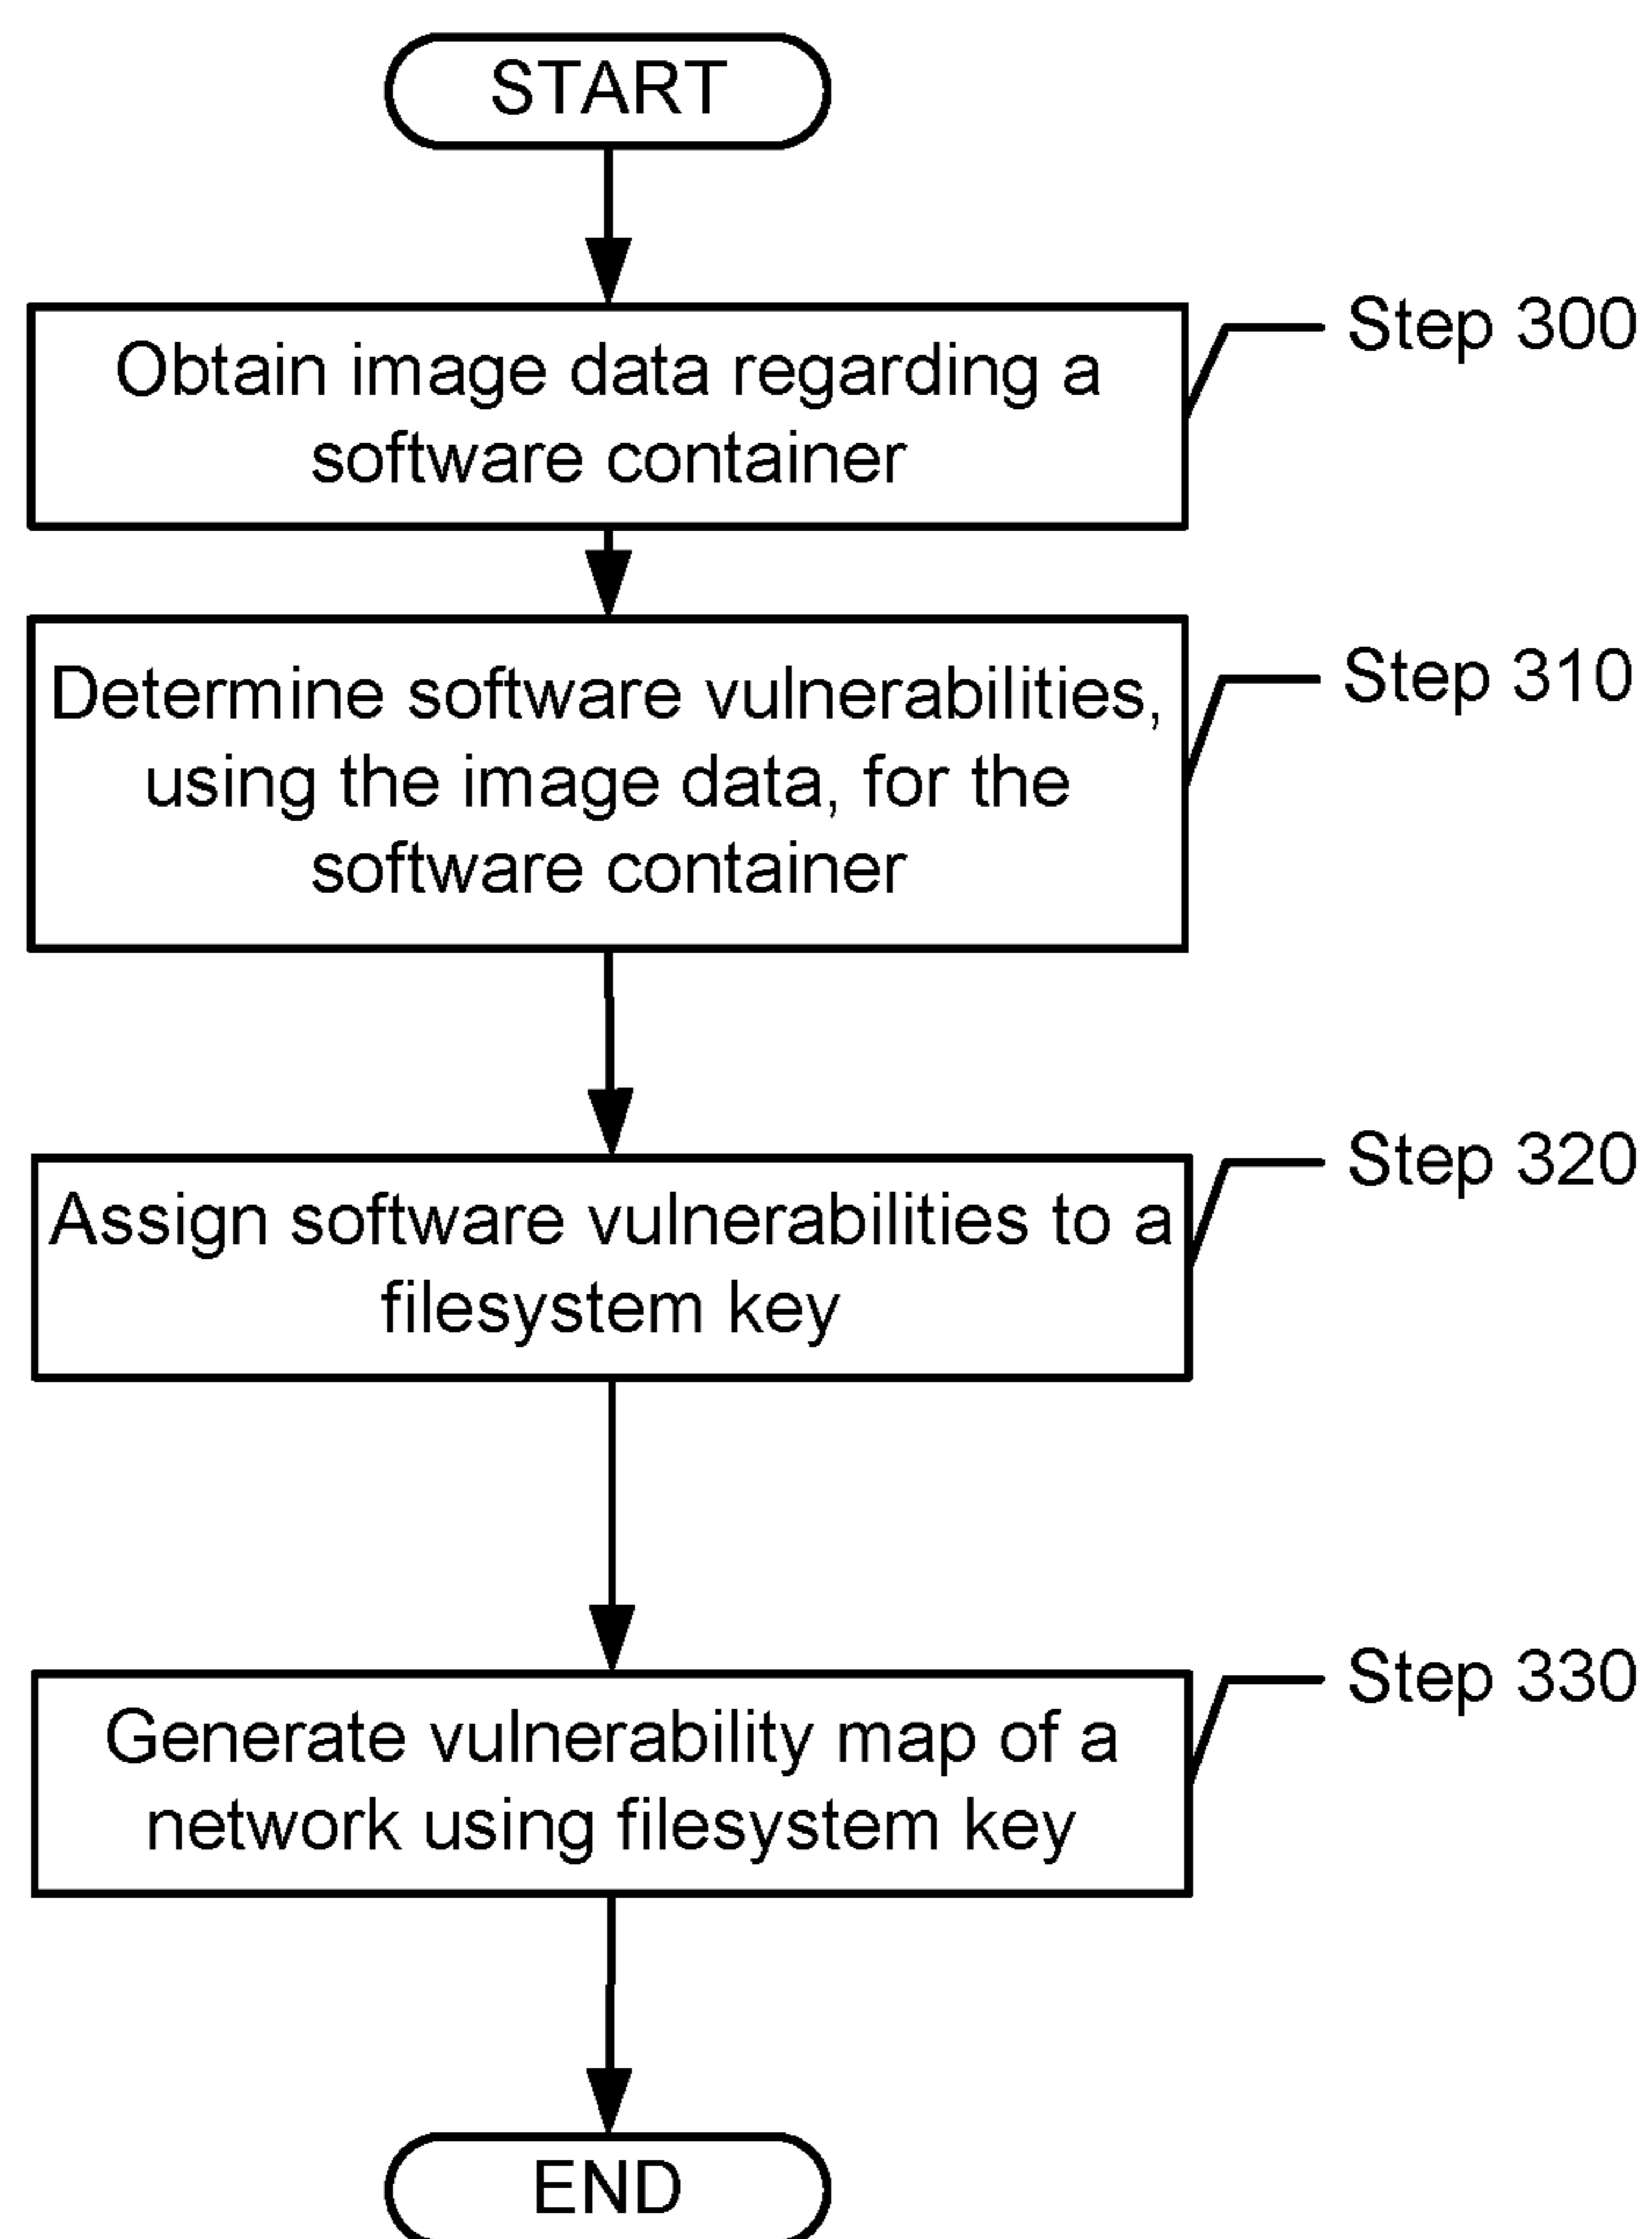 START
Obtain image data regarding a
software container
Step 300
Determine software vulnerabilities,
using the image data, for the
software container
Step 310
Assign software vulnerabilities to a
filesystem key
Step 320
Generate vulnerability map of a
network using filesystem key
Step 330
END